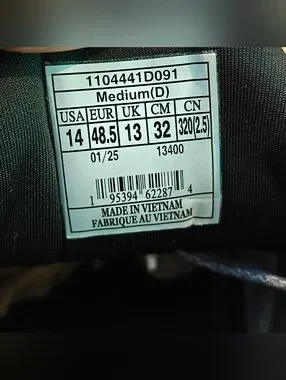 1104441D091
Medium(D)
USA EUR UK CM CN
14 48.5 13 32 320(2.5)
01/25 13400
1 95394 62287 4
MADE IN VIETNAM
FABRIQUE AU VIETNAM